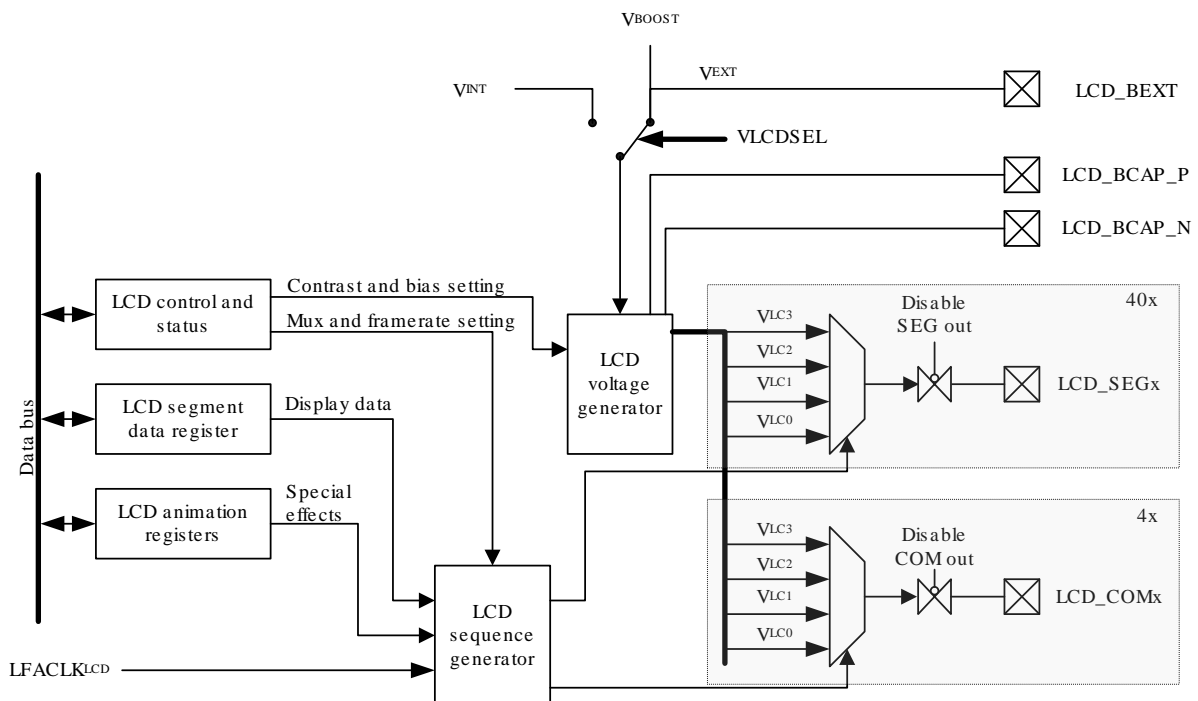 VBOOST
VEXT
VINT
LCD_BEXT
VLCDSEL
LCD_BCAP_P
LCD_BCAP_N
Contrast and bias setting
LCD control and
status
Mux and framerate setting
40x
Disable
SEG out
VLC3
VLC2
VLC1
VLC0
LCD
voltage
generator
LCD_SEGx
LCD segment
data register
Display data
Data bus
Special
effects
LCD animation
registers
4x
Disable
COM out
VLC3
VLC2
VLC1
VLC0
LCD_COMx
LCD
sequence
generator
LFACLKLCD